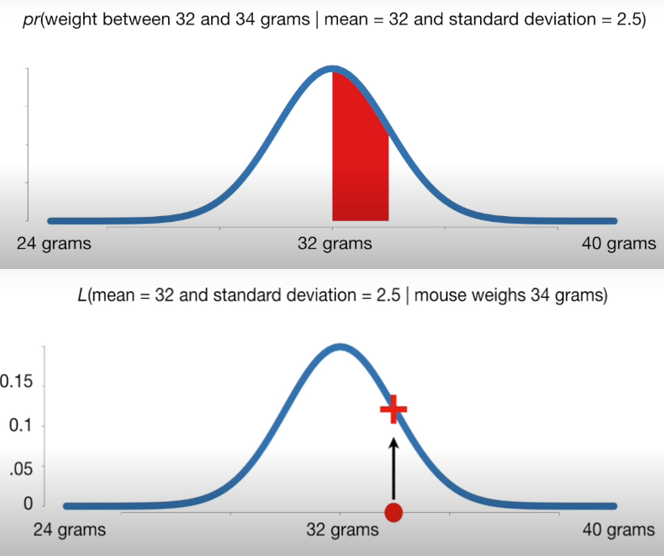 pr(weight between 32 and 34 grams | mean = 32 and standard deviation = 2.5)
24 grams
32 grams
40 grams
L(mean = 32 and standard deviation = 2.5 | mouse weighs 34 grams)
0.15
0.1
.05
0
24 grams
32 grams
40 grams